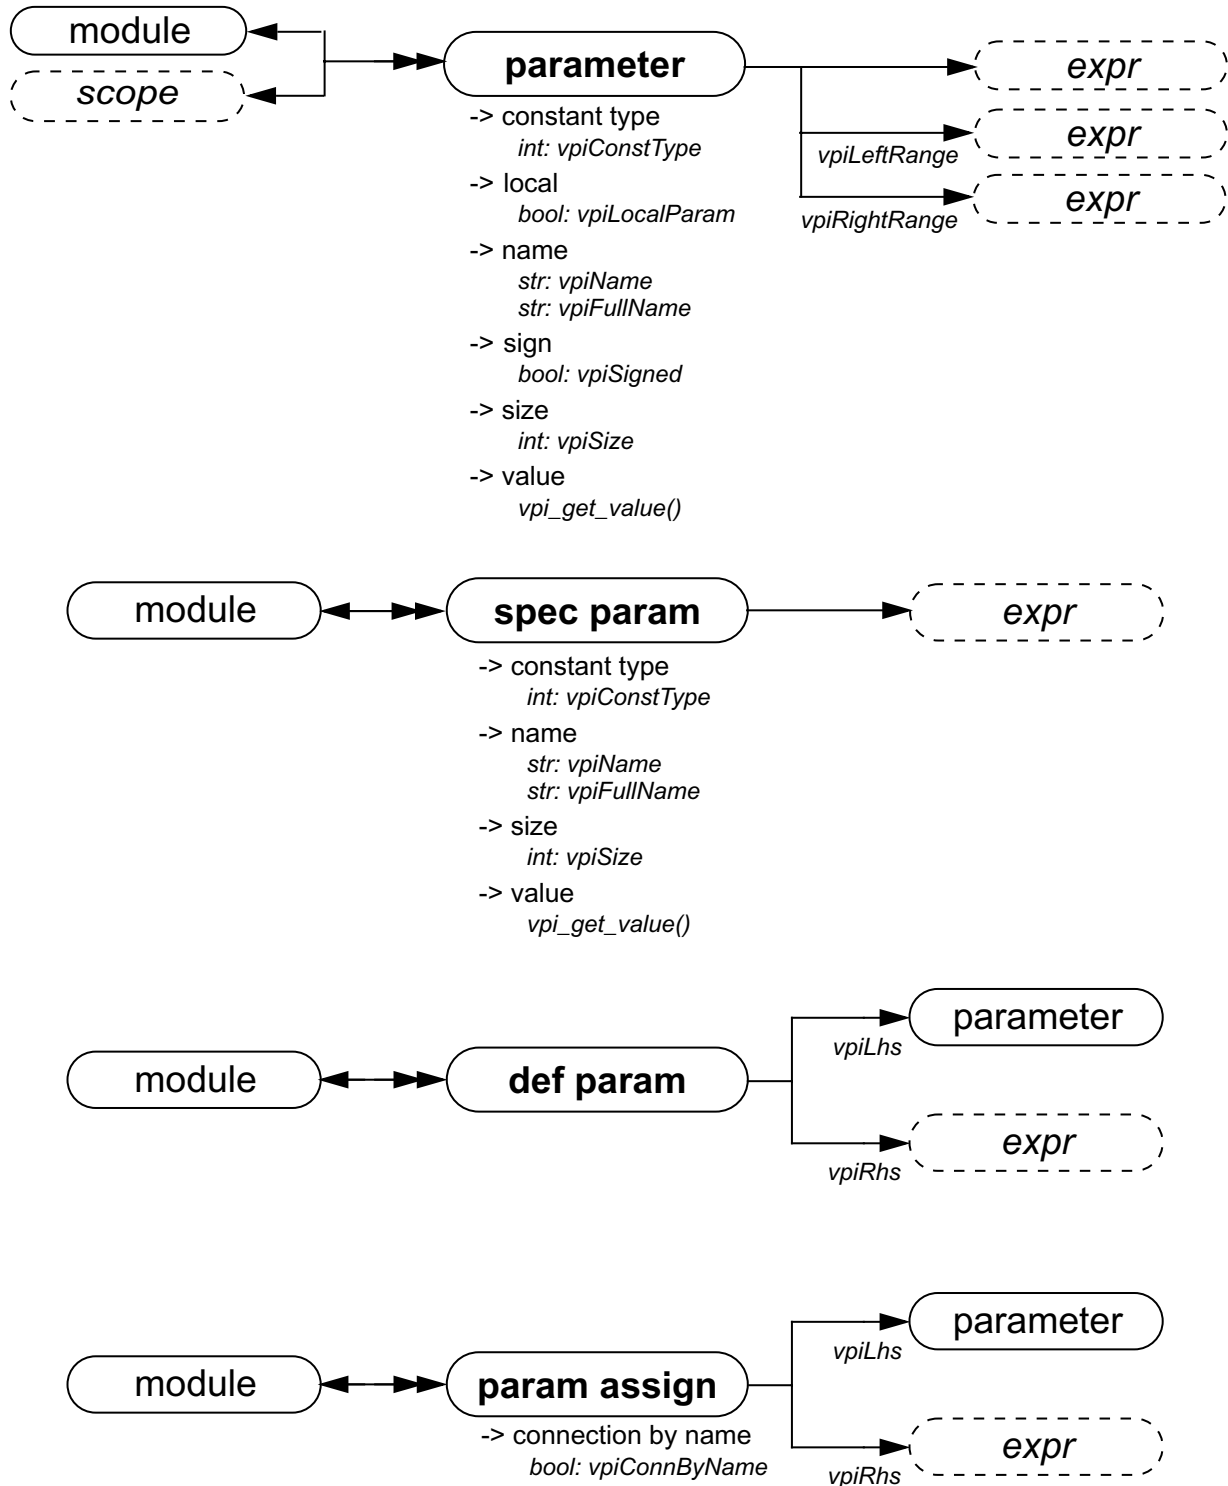 module
scope
parameter
expr
vpiLeftRange
expr
vpiRightRange
expr
-> constant type
int: vpiConstType
-> local
bool: vpiLocalParam
-> name
str: vpiName
str: vpiFullName
-> sign
bool: vpiSigned
-> size
int: vpiSize
-> value
vpi_get_value()
module
spec param
expr
-> constant type
int: vpiConstType
-> name
str: vpiName
str: vpiFullName
-> size
int: vpiSize
-> value
vpi_get_value()
module
def param
vpiLhs
parameter
vpiRhs
expr
module
param assign
vpiLhs
parameter
-> connection by name
bool: vpiConnByName
vpiRhs
expr